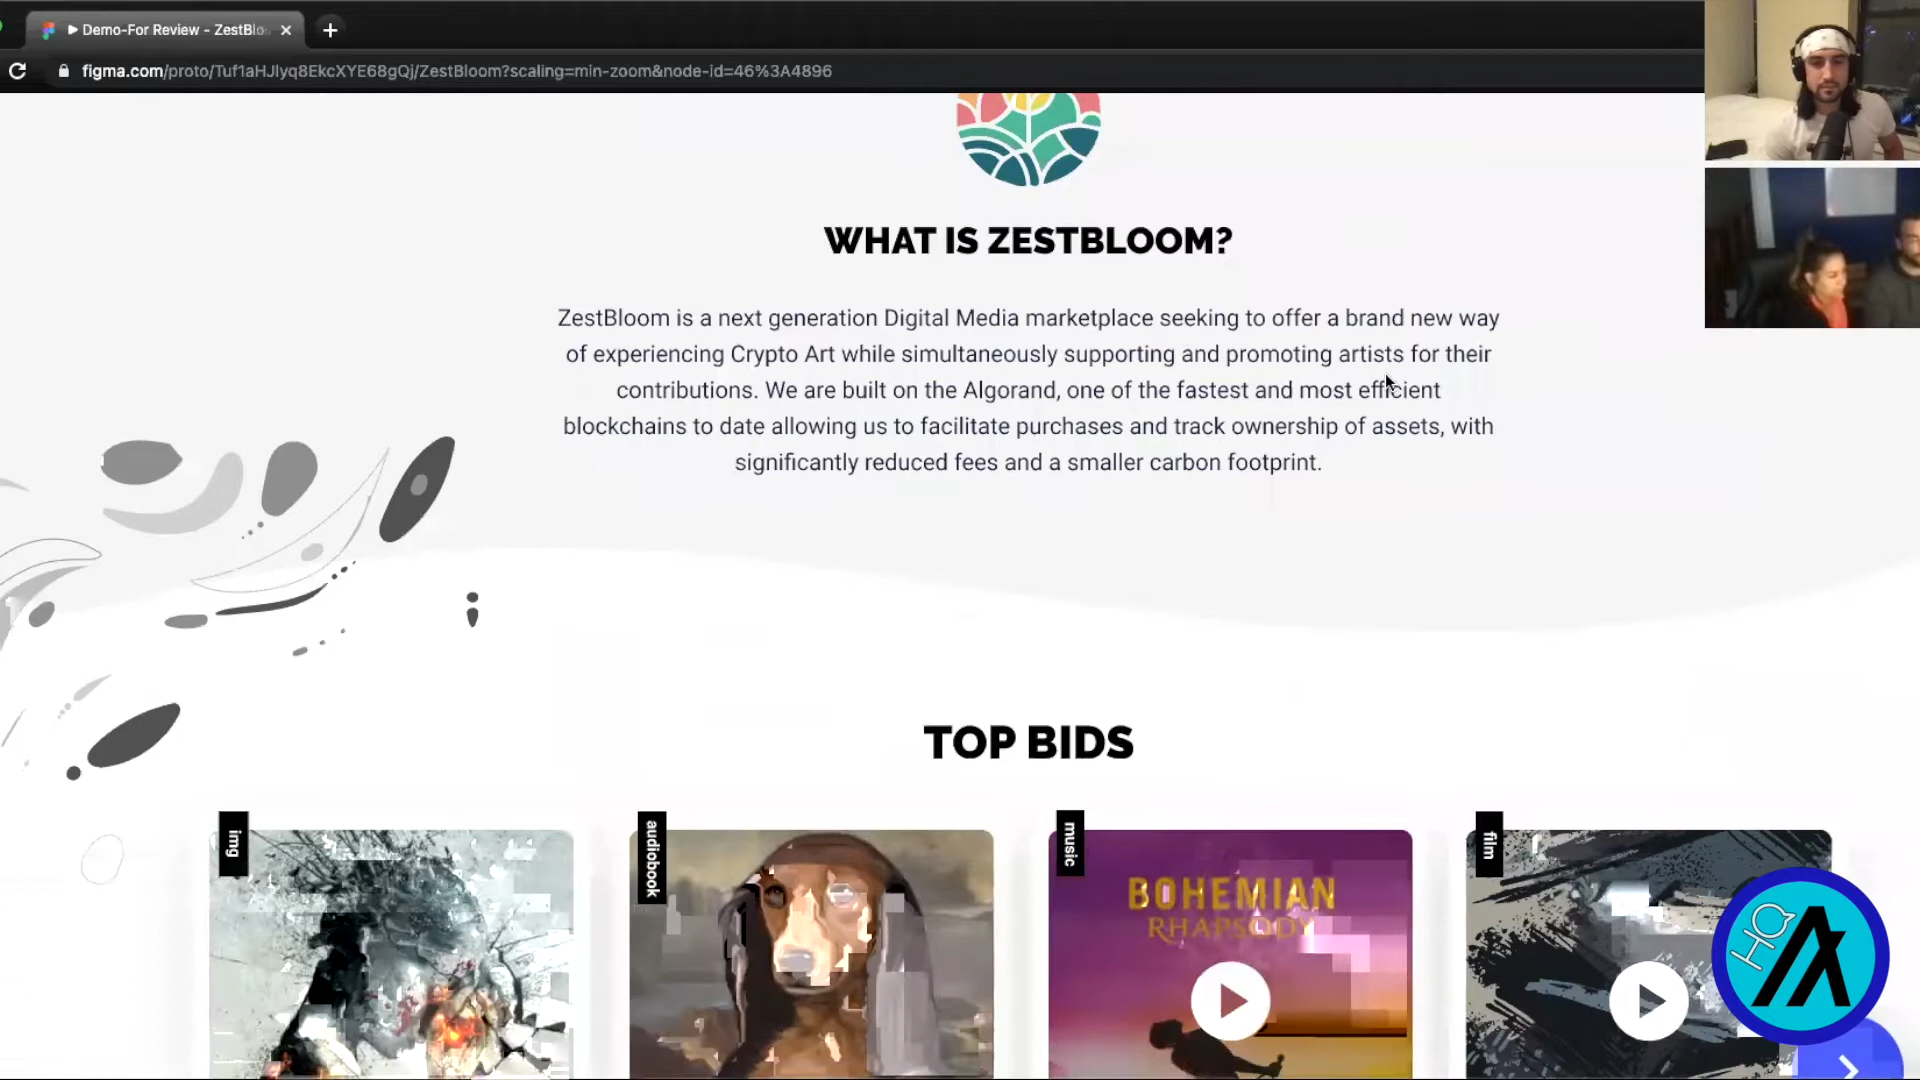 Demo-For Review - ZestBlo
figma.com/proto/Tuf1aHJlyq8EkcXYE68gQj/ZestBloom?scaling=min-zoom&node-id=46%3A4896
WHAT IS ZESTBLOOM?
ZestBloom is a next generation Digital Media marketplace seeking to offer a brand new way
of experiencing Crypto Art while simultaneously supporting and promoting artists for their
contributions. We are built on the Algorand, one of the fastest and most efficient
blockchains to date allowing us to facilitate purchases and track ownership of assets, with
significantly reduced fees and a smaller carbon footprint.
TOP BIDS
img
audiobook
music
film
BOHEMIAN
RHAPSODY